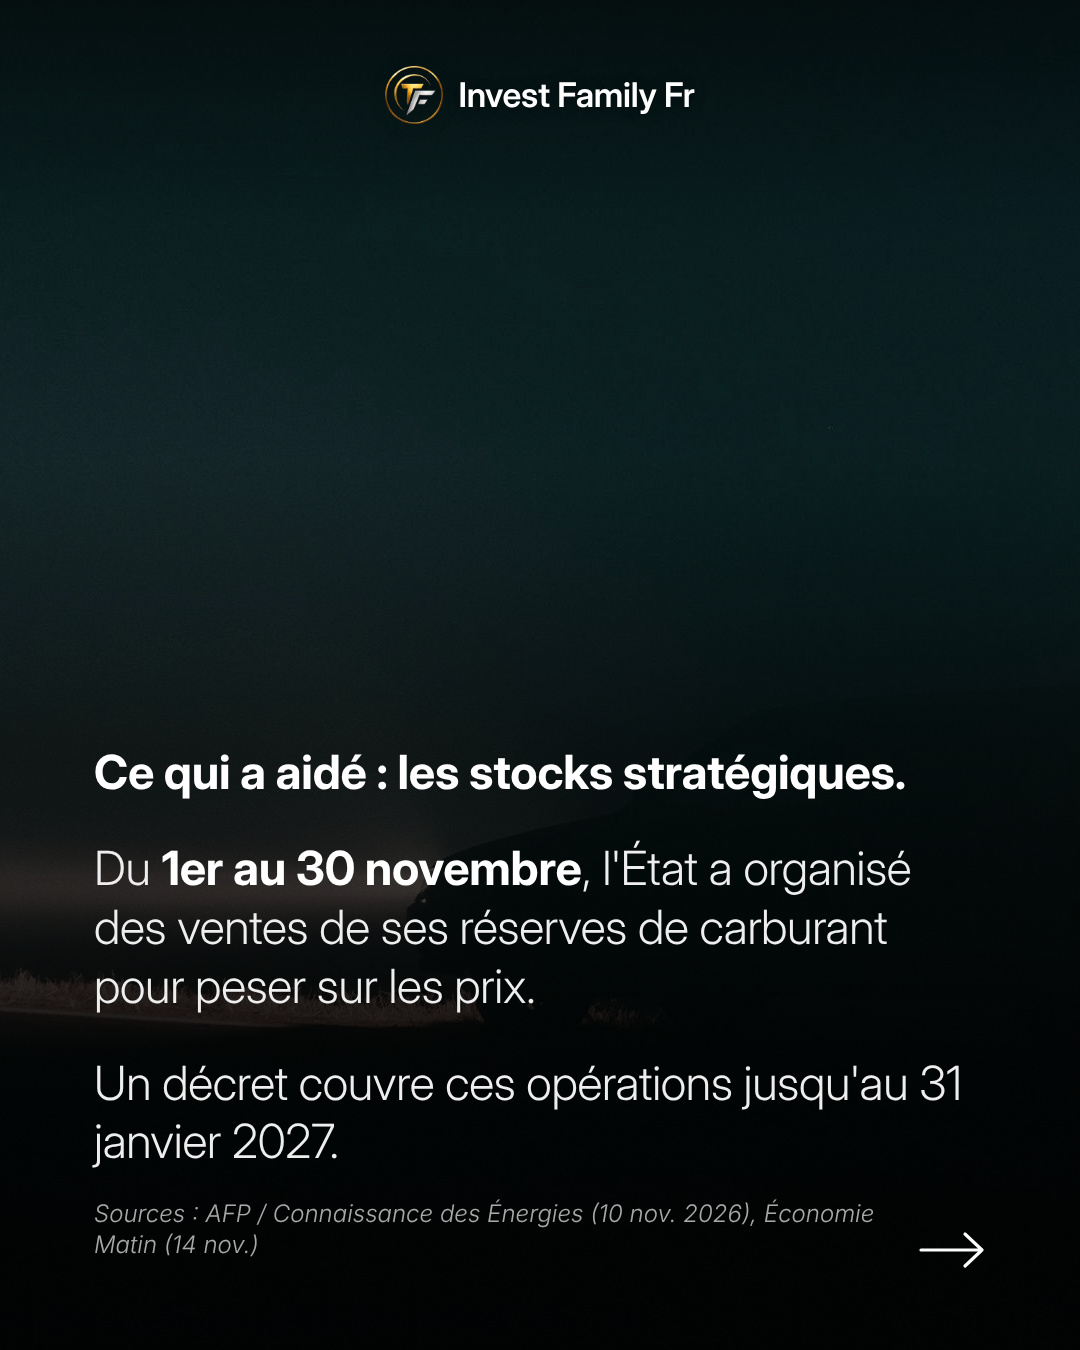 TF Invest Family Fr
Ce qui a aidé : les stocks stratégiques.
Du 1er au 30 novembre, l'État a organisé
des ventes de ses réserves de carburant
pour peser sur les prix.
Un décret couvre ces opérations jusqu'au 31
janvier 2027.
Sources : AFP / Connaissance des Énergies (10 nov. 2026), Économie
Matin (14 nov.)